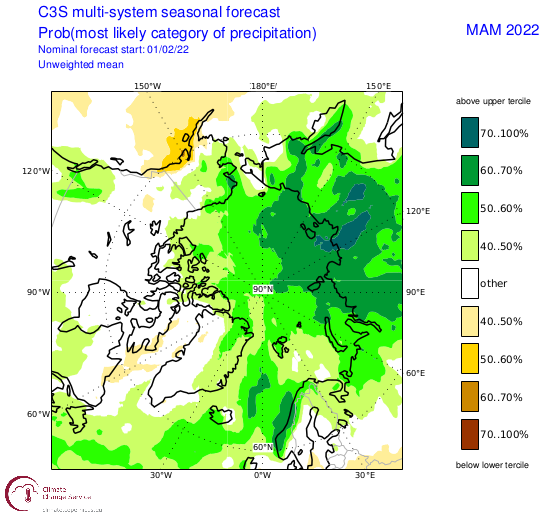 C3S multi-system seasonal forecast
Prob(most likely category of precipitation)
MAM 2022
Nominal forecast start: 01/02/22
Unweighted mean
150°W 180°E 150°E
above upper tercile
70..100%
60..70%
120°W
50..60%
120°E
40..50%
other
90°W 90°N 90°E
40..50%
50..60%
60°E
60..70%
60°W
70..100%
60°N
below lower tercile
30°W 0°E 30°E
Climate
Change Service